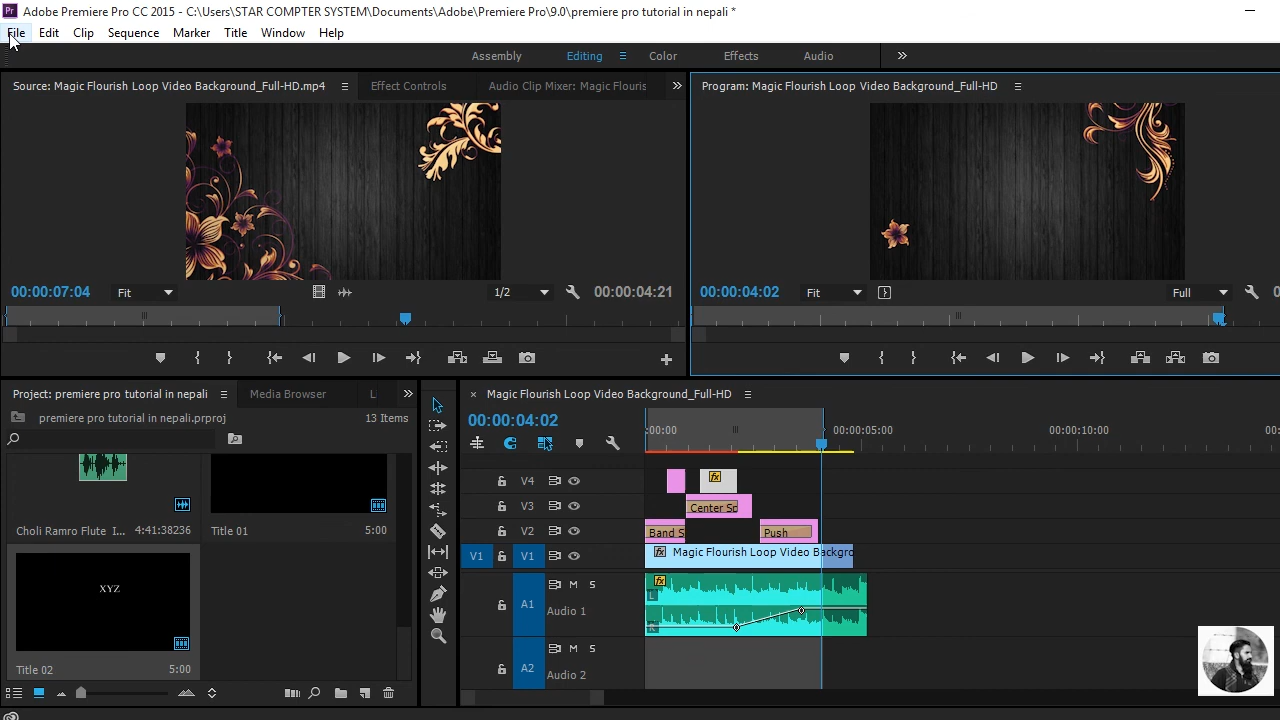 Pr Adobe Premiere Pro CC 2015 - C:\Users\STAR COMPTER SYSTEM\Documents\Adobe\Premiere Pro\9.0\premiere pro tutorial in nepali *
File Edit Clip Sequence Marker Title Window Help
Assembly Editing Color Effects Audio
Source: Magic Flourish Loop Video Background_Full-HD.mp4 Effect Controls Audio Clip Mixer: Magic Flouris
Program: Magic Flourish Loop Video Background_Full-HD
00:00:07:04 Fit 1/2 00:00:04:21
00:00:04:02 Fit Full 0
Project: premiere pro tutorial in nepali Media Browser L
premiere pro tutorial in nepali.prproj 13 Items
Choli Ramro Flute I... 4:41:38236
Title 01 5:00
XYZ
Title 02 5:00
Magic Flourish Loop Video Background_Full-HD
00:00:04:02
:00:00 00:00:05:00 00:00:10:00 00:
V4 fx
V3 Center Sp
V2 Band S Push
V1 V1 fx Magic Flourish Loop Video Backgro
A1 M S fx
L
Audio 1
R
A2 M S
Audio 2